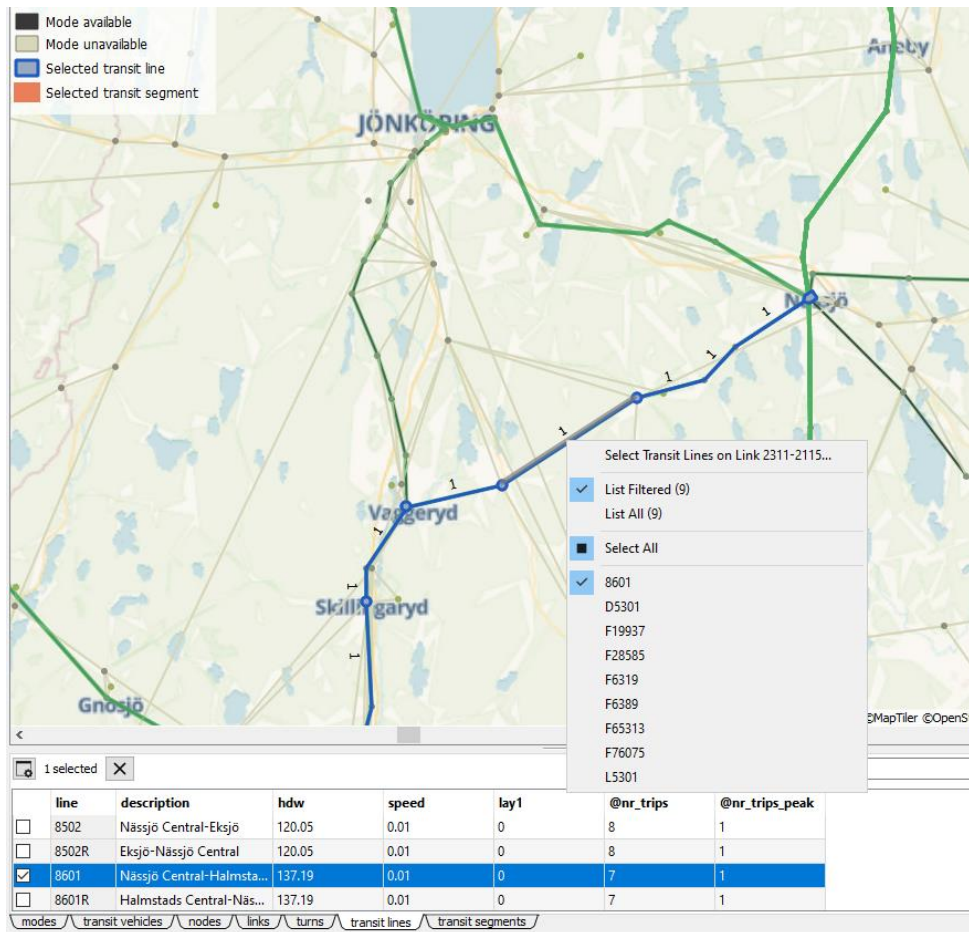 Mode available
Mode unavailable
Selected transit line
Selected transit segment
Aneby
JÖNKÖPING
Nässjö
1
1
1
1
1
Vaggeryd
1
1
Skillingaryd
1
Gnosjö
Select Transit Lines on Link 2311-2115...
List Filtered (9)
List All (9)
Select All
8601
D5301
F19937
F28585
F6319
F6389
F65313
F76075
L5301
©MapTiler ©OpenS
1 selected
line description hdw speed lay1 @nr_trips @nr_trips_peak
8502 Nässjö Central-Eksjö 120.05 0.01 0 8 1
8502R Eksjö-Nässjö Central 120.05 0.01 0 8 1
8601 Nässjö Central-Halmsta... 137.19 0.01 0 7 1
8601R Halmstads Central-Näs... 137.19 0.01 0 7 1
modes transit vehicles nodes links turns transit lines transit segments